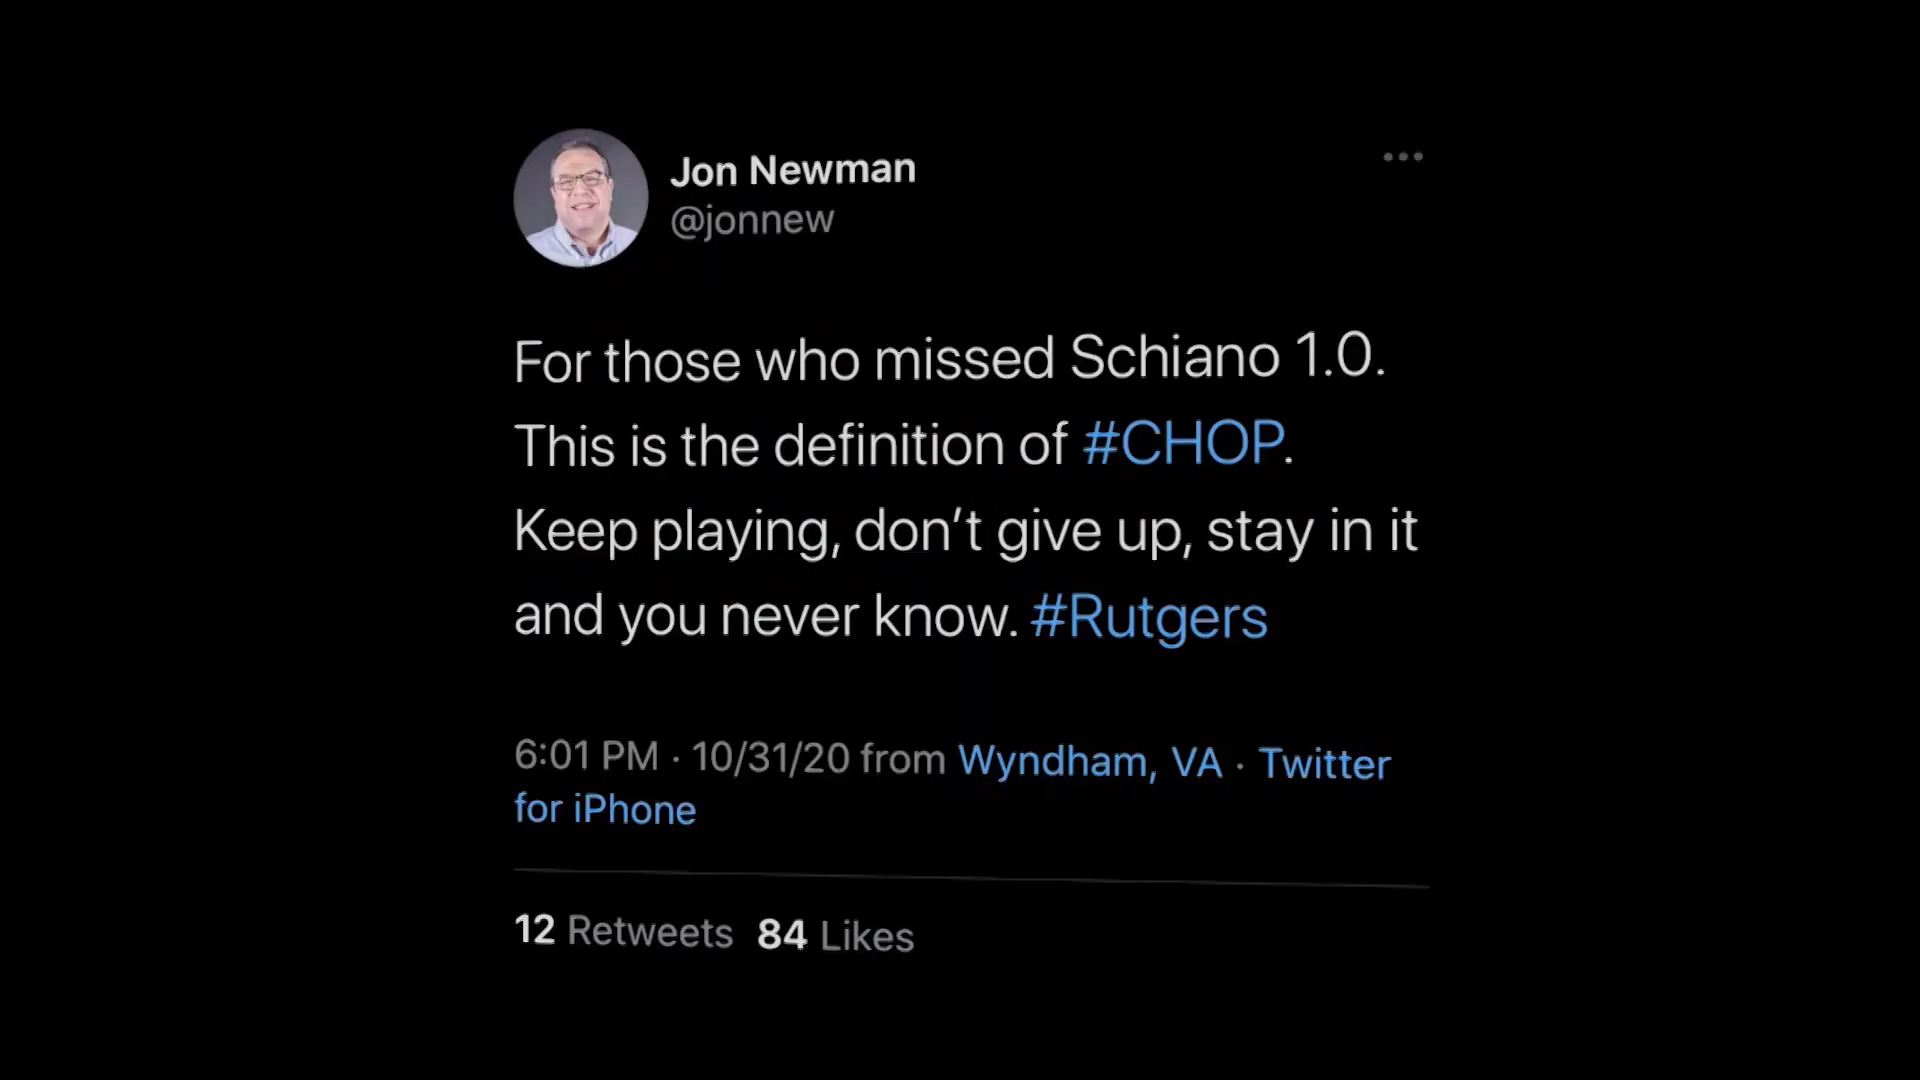 Jon Newman
@jonnew
For those who missed Schiano 1.0.
This is the definition of #CHOP.
Keep playing, don’t give up, stay in it
and you never know. #Rutgers
6:01 PM · 10/31/20 from Wyndham, VA · Twitter
for iPhone
12 Retweets 84 Likes